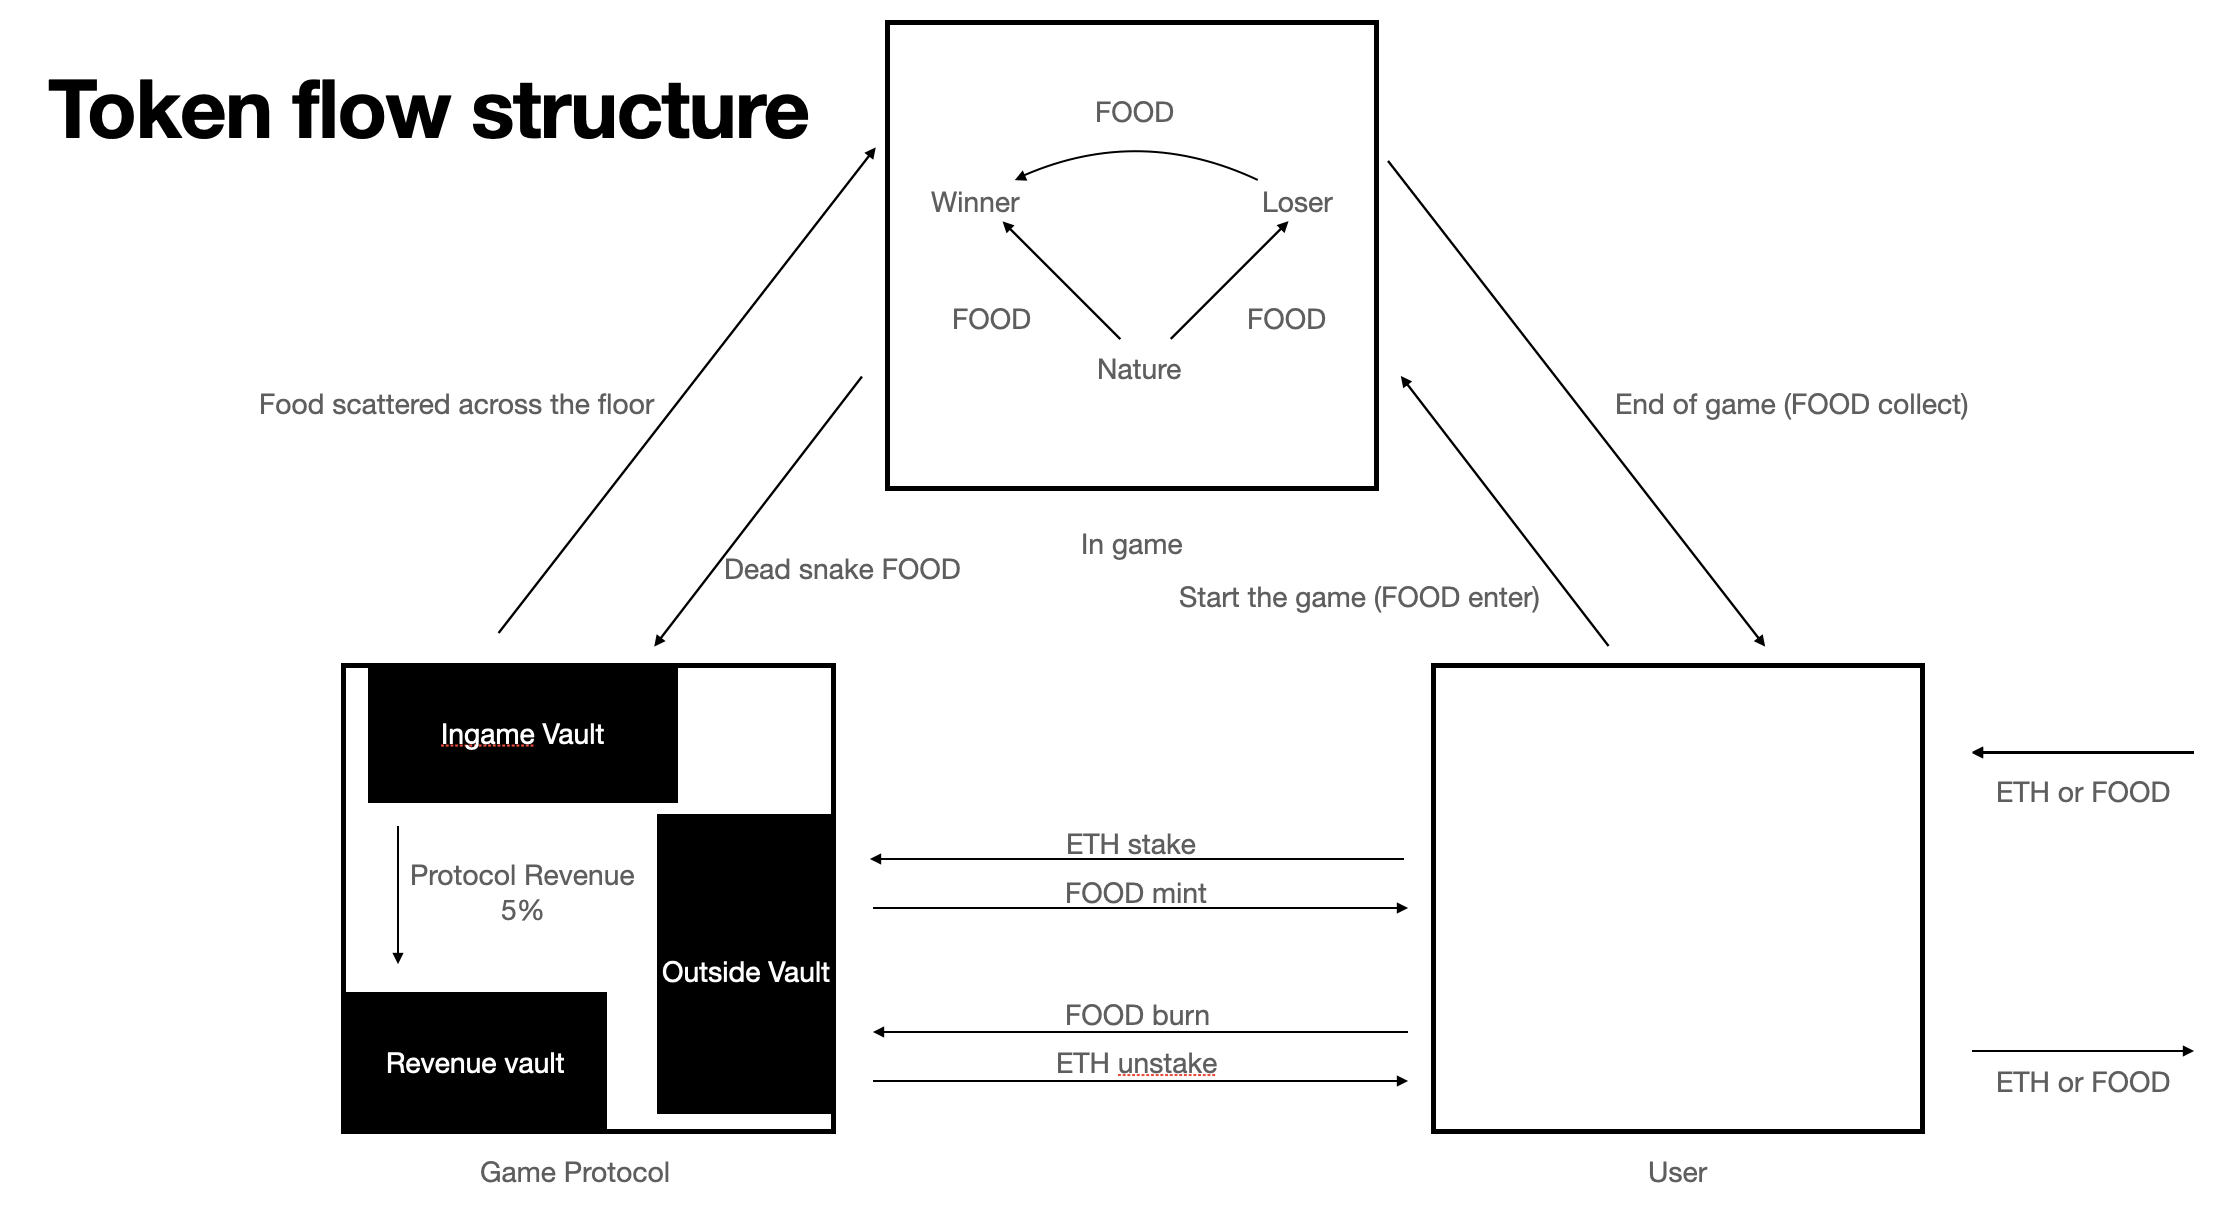 Token flow structure
FOOD
Winner
Loser
FOOD
FOOD
Nature
Food scattered across the floor
End of game (FOOD collect)
In game
Dead snake FOOD
Start the game (FOOD enter)
Ingame Vault
ETH or FOOD
ETH stake
Protocol Revenue
5%
FOOD mint
Outside Vault
FOOD burn
Revenue vault
ETH unstake
ETH or FOOD
Game Protocol
User